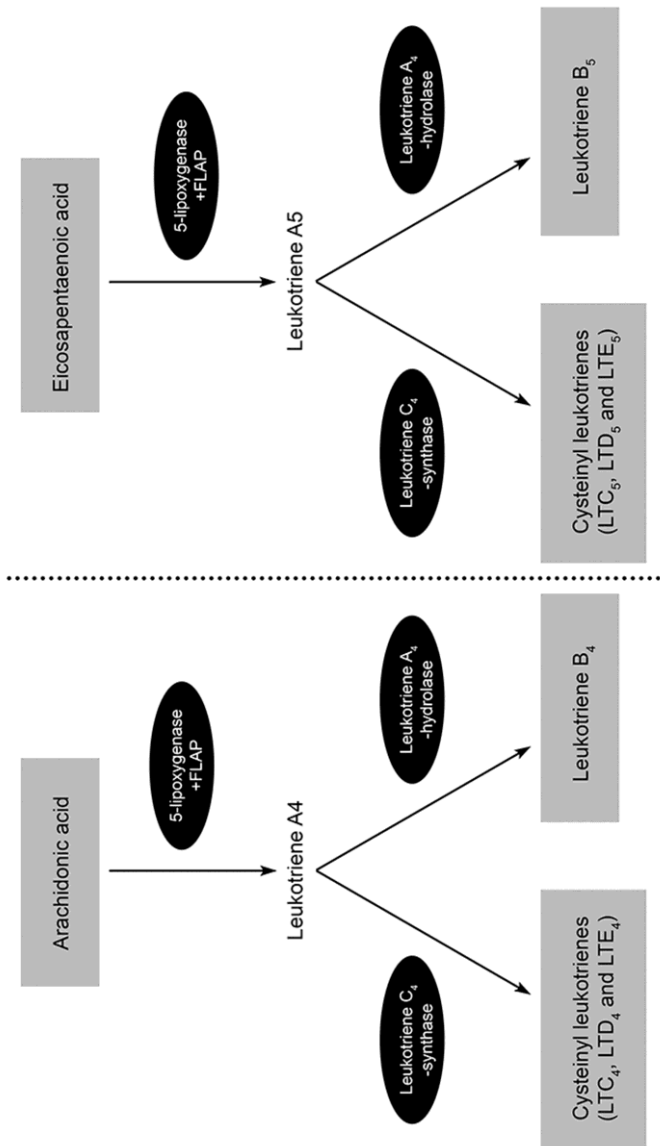 Arachidonic acid
5-lipoxygenase
+FLAP
Leukotriene A4
Leukotriene C₄
-synthase
Leukotriene A₄
-hydrolase
Cysteinyl leukotrienes
(LTC₄, LTD₄ and LTE₄)
Leukotriene B₄
Eicosapentaenoic acid
5-lipoxygenase
+FLAP
Leukotriene A5
Leukotriene C₄
-synthase
Leukotriene A₄
-hydrolase
Cysteinyl leukotrienes
(LTC₅, LTD₅ and LTE₅)
Leukotriene B₅